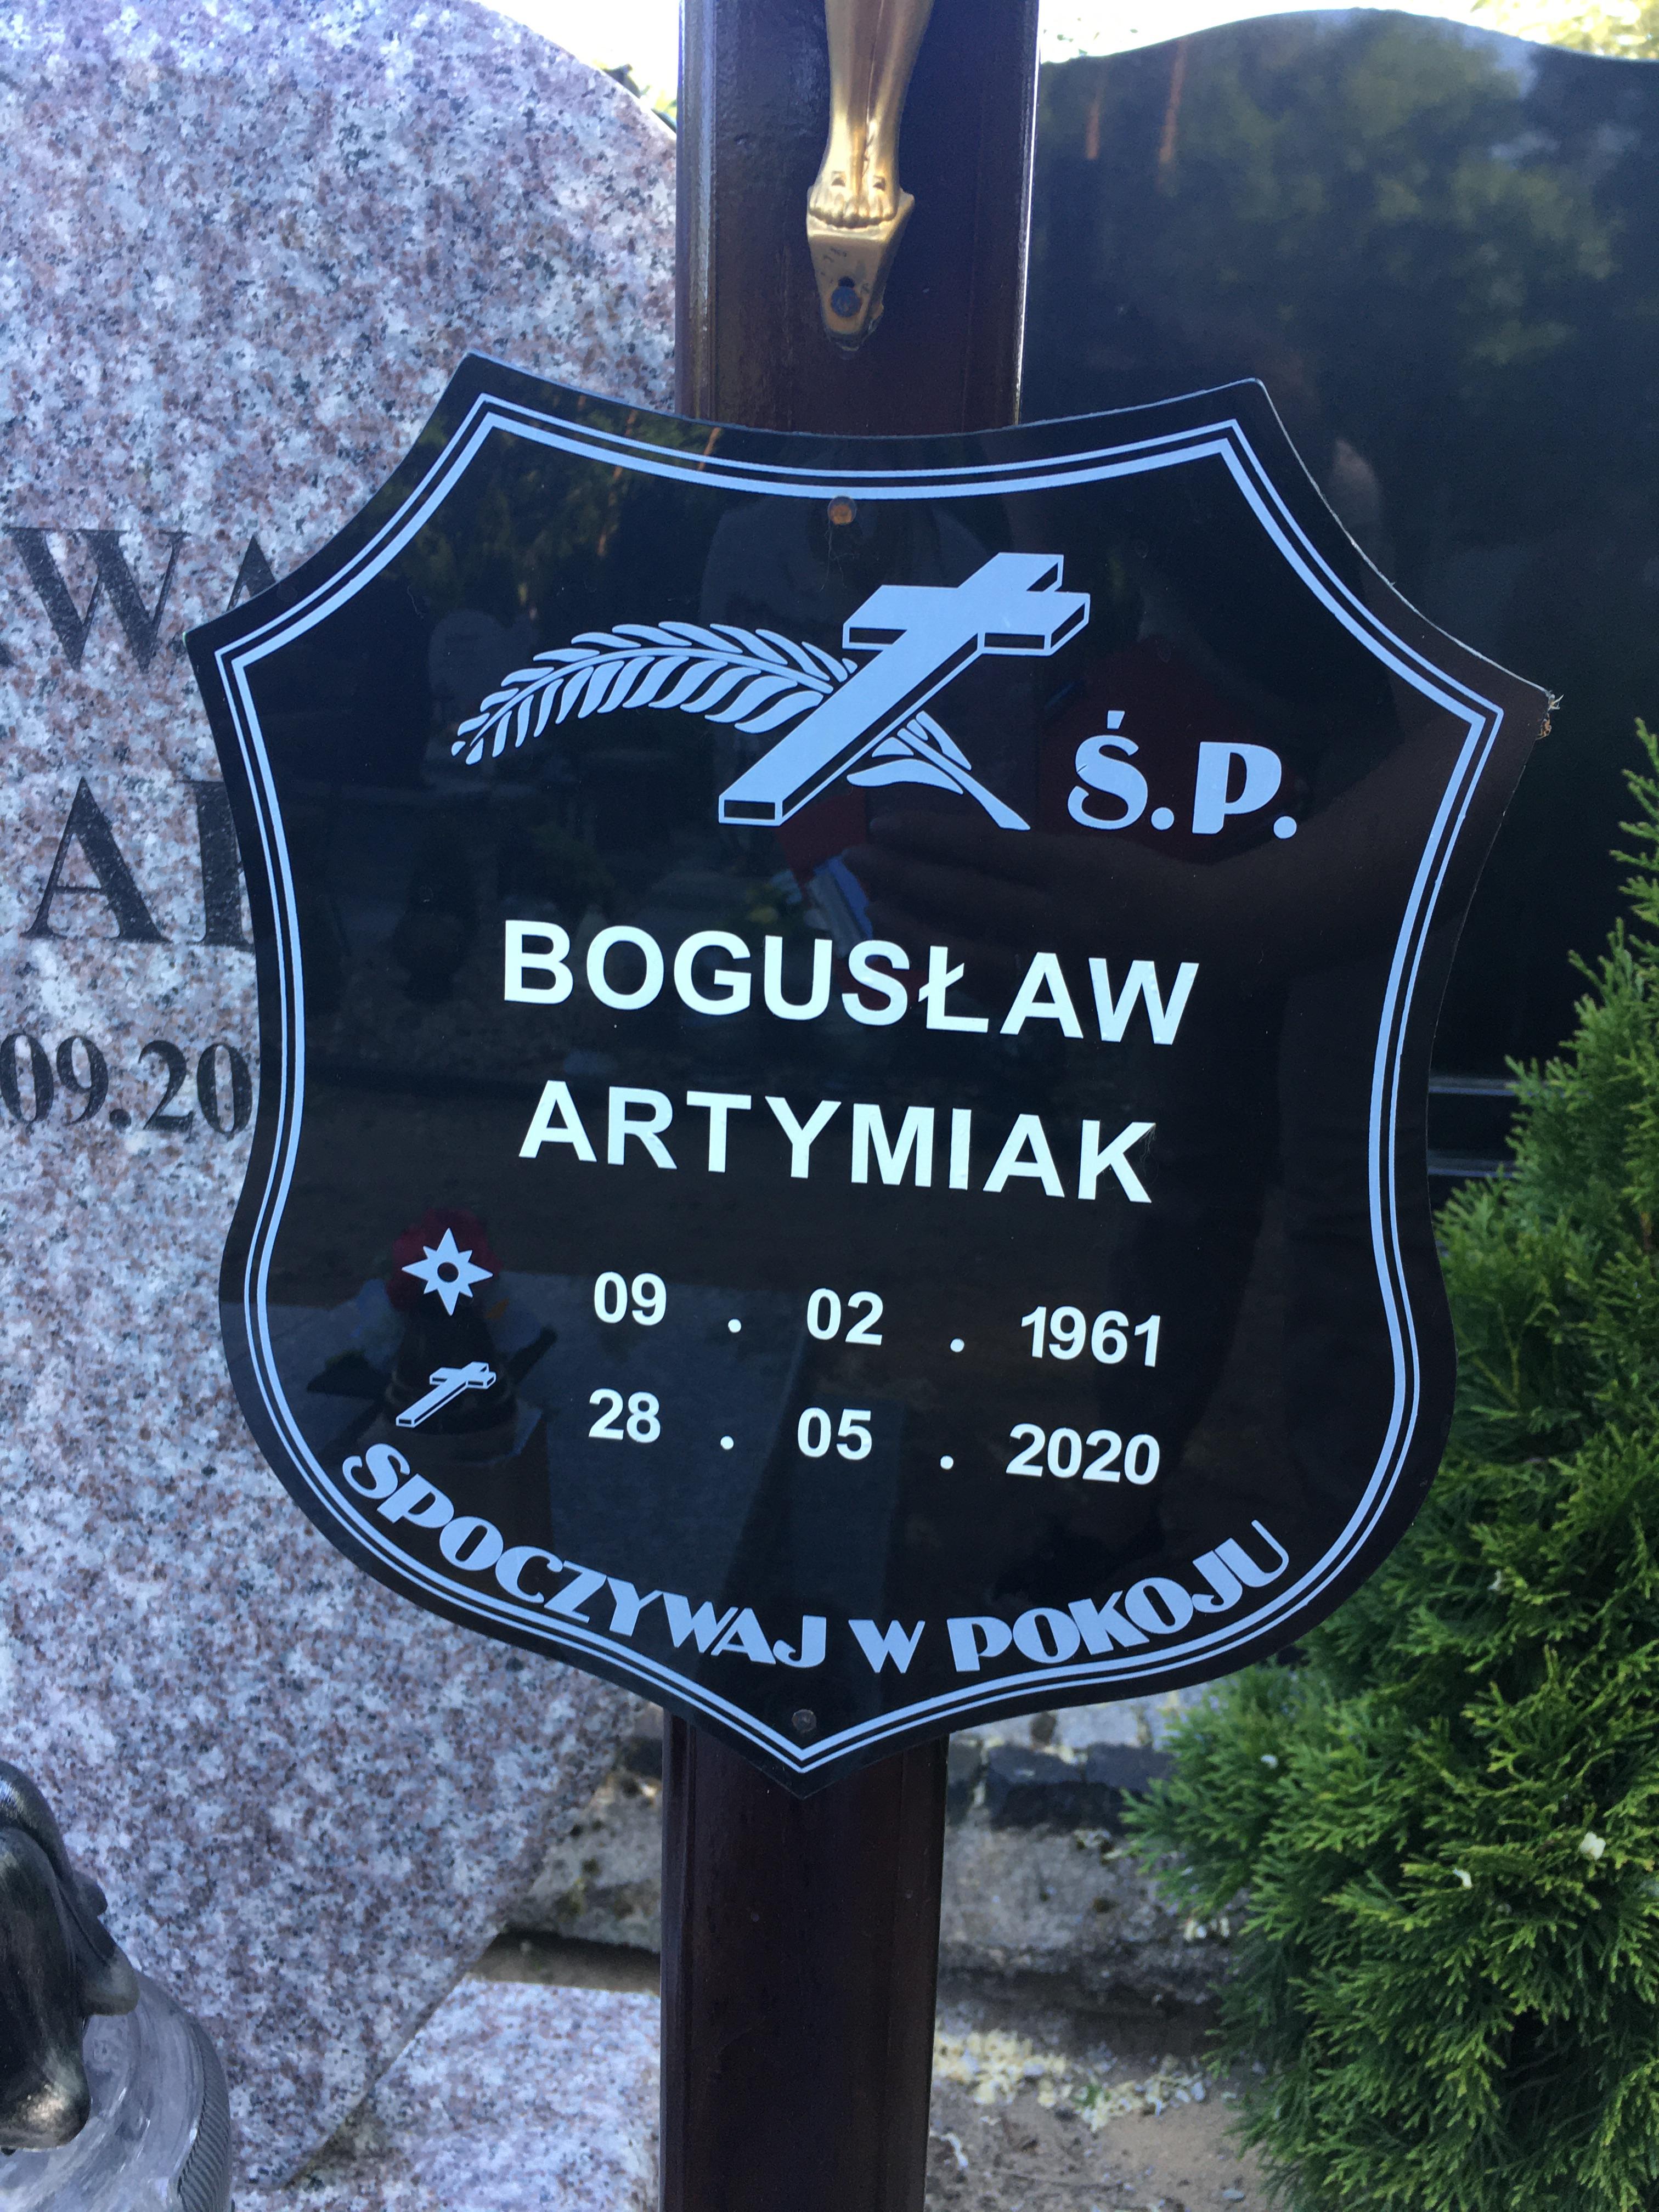 Ś.P.
BOGUSŁAW
ARTYMIAK
09 . 02 . 1961
28 . 05 . 2020
SPOCZYWAJ W POKOJU